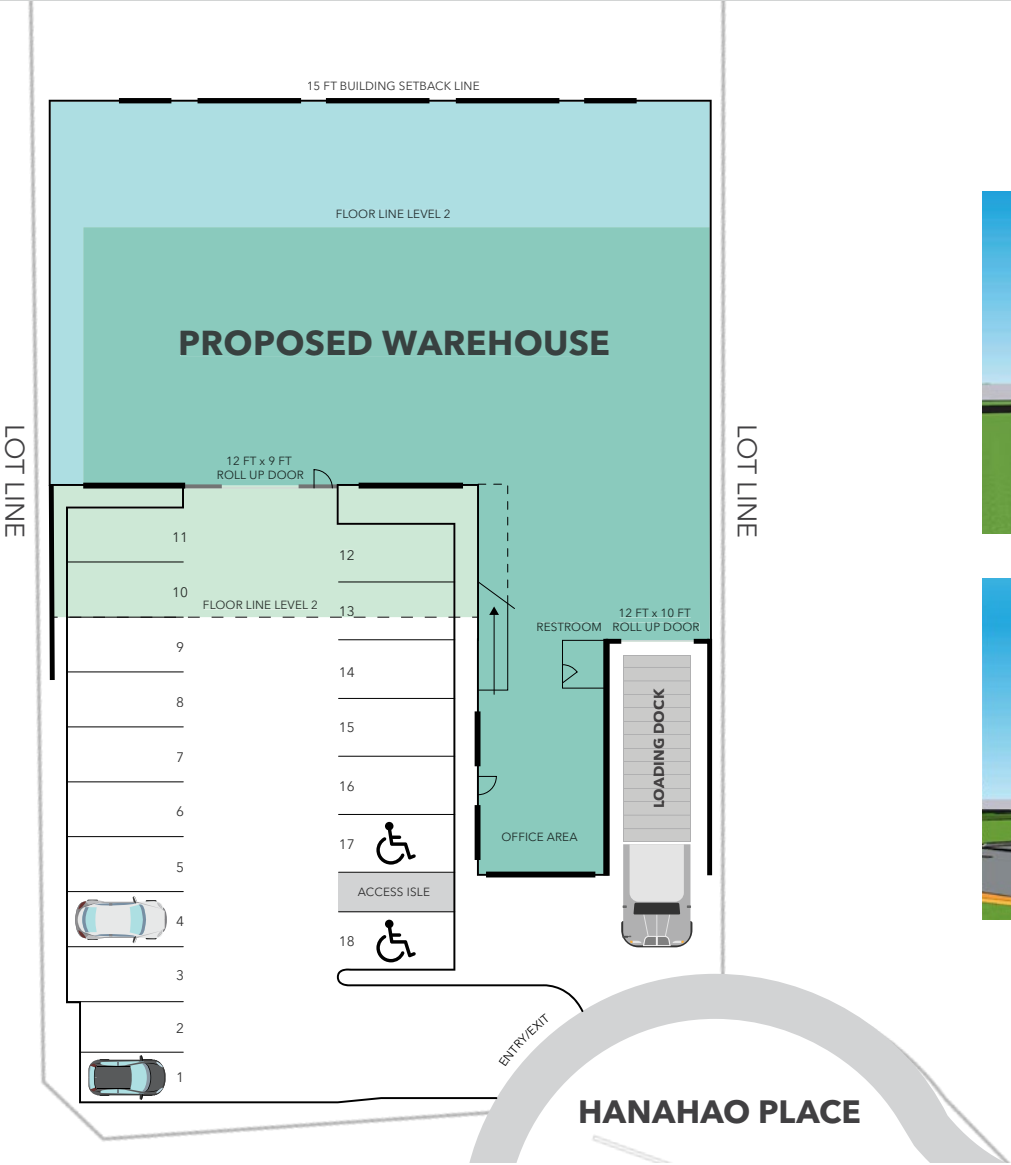 15 FT BUILDING SETBACK LINE
FLOOR LINE LEVEL 2
PROPOSED WAREHOUSE
LOT LINE
LOT LINE
12 FT x 9 FT
ROLL UP DOOR
11
12
10
FLOOR LINE LEVEL 2
13
12 FT x 10 FT
RESTROOM
ROLL UP DOOR
9
14
8
15
LOADING DOCK
7
16
6
OFFICE AREA
17
5
ACCESS ISLE
4
18
3
2
ENTRY/EXIT
1
HANAHAO PLACE